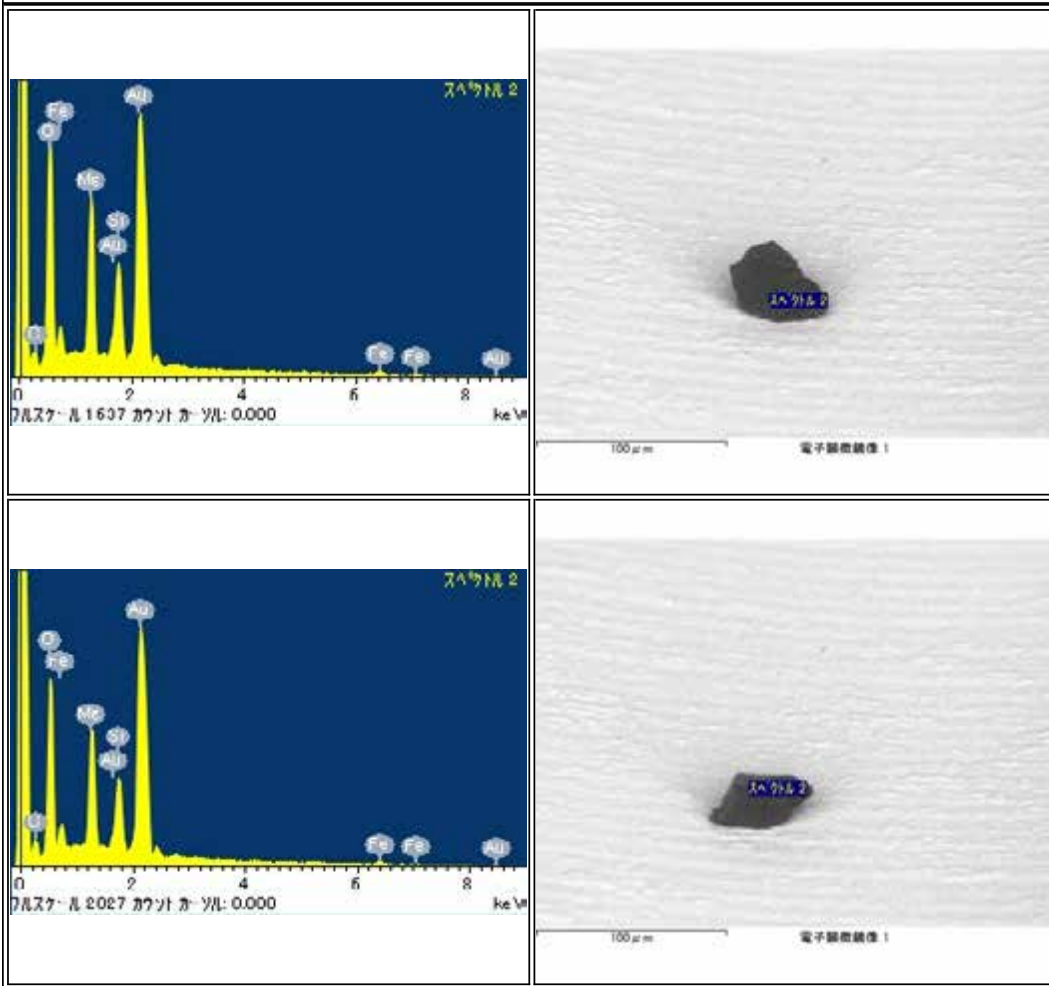 スペクトル 2
Au
Fe
O
Mg
Si
Au
C
Fe
Fe
Au
0 2 4 6 8
フルスケール 1637 カウント カーソル: 0.000 keV
スペクトル 2
100μm 電子顕微鏡像 1
スペクトル 2
Au
O
Fe
Mg
Si
Au
C
Fe
Fe
Au
0 2 4 6 8
フルスケール 2027 カウント カーソル: 0.000 keV
スペクトル 2
100μm 電子顕微鏡像 1